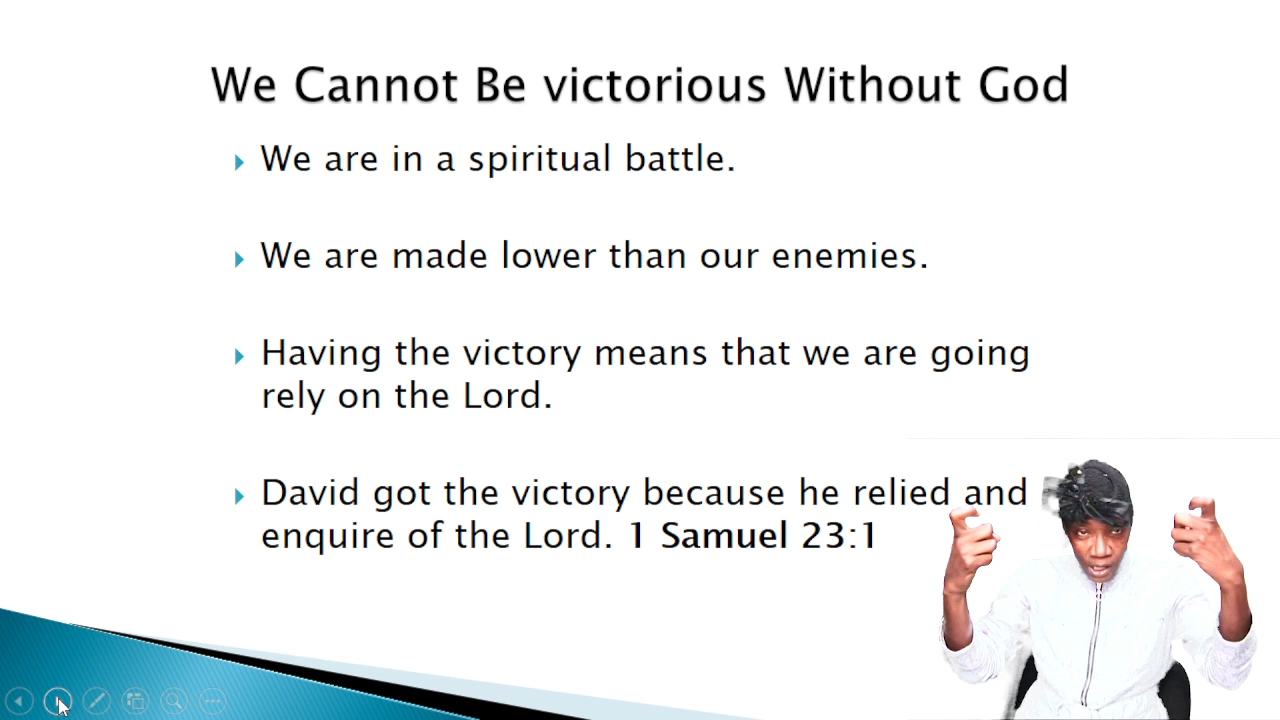 We Cannot Be victorious Without God
We are in a spiritual battle.
We are made lower than our enemies.
Having the victory means that we are going
rely on the Lord.
David got the victory because he relied and
enquire of the Lord. 1 Samuel 23:1